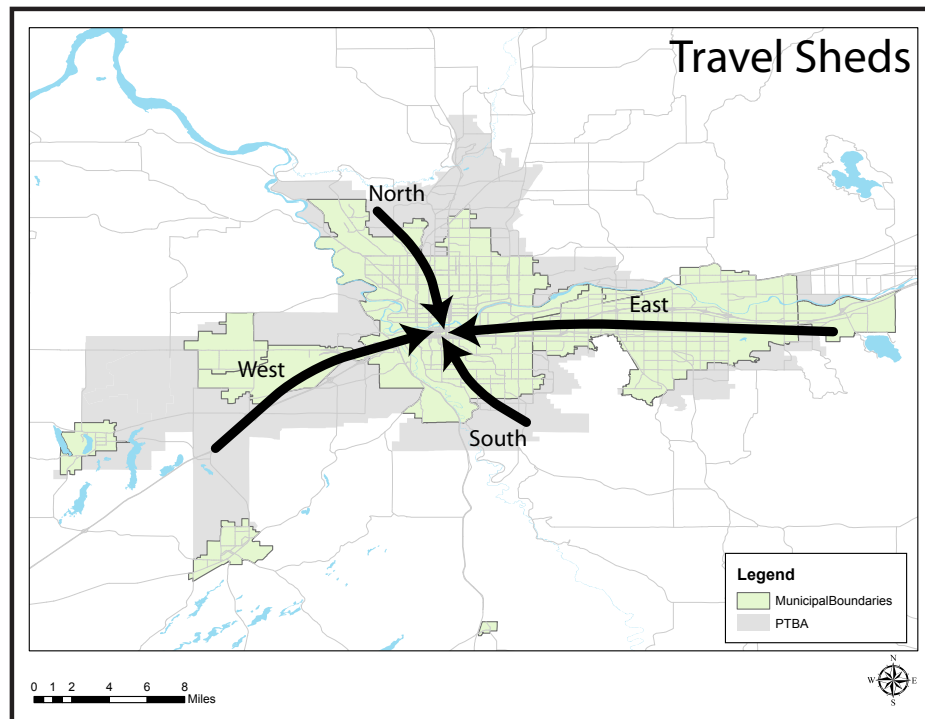 Travel Sheds
North
East
West
South
Legend
MunicipalBoundaries
PTBA
0 1 2 4 6 8
Miles
N
W E
S